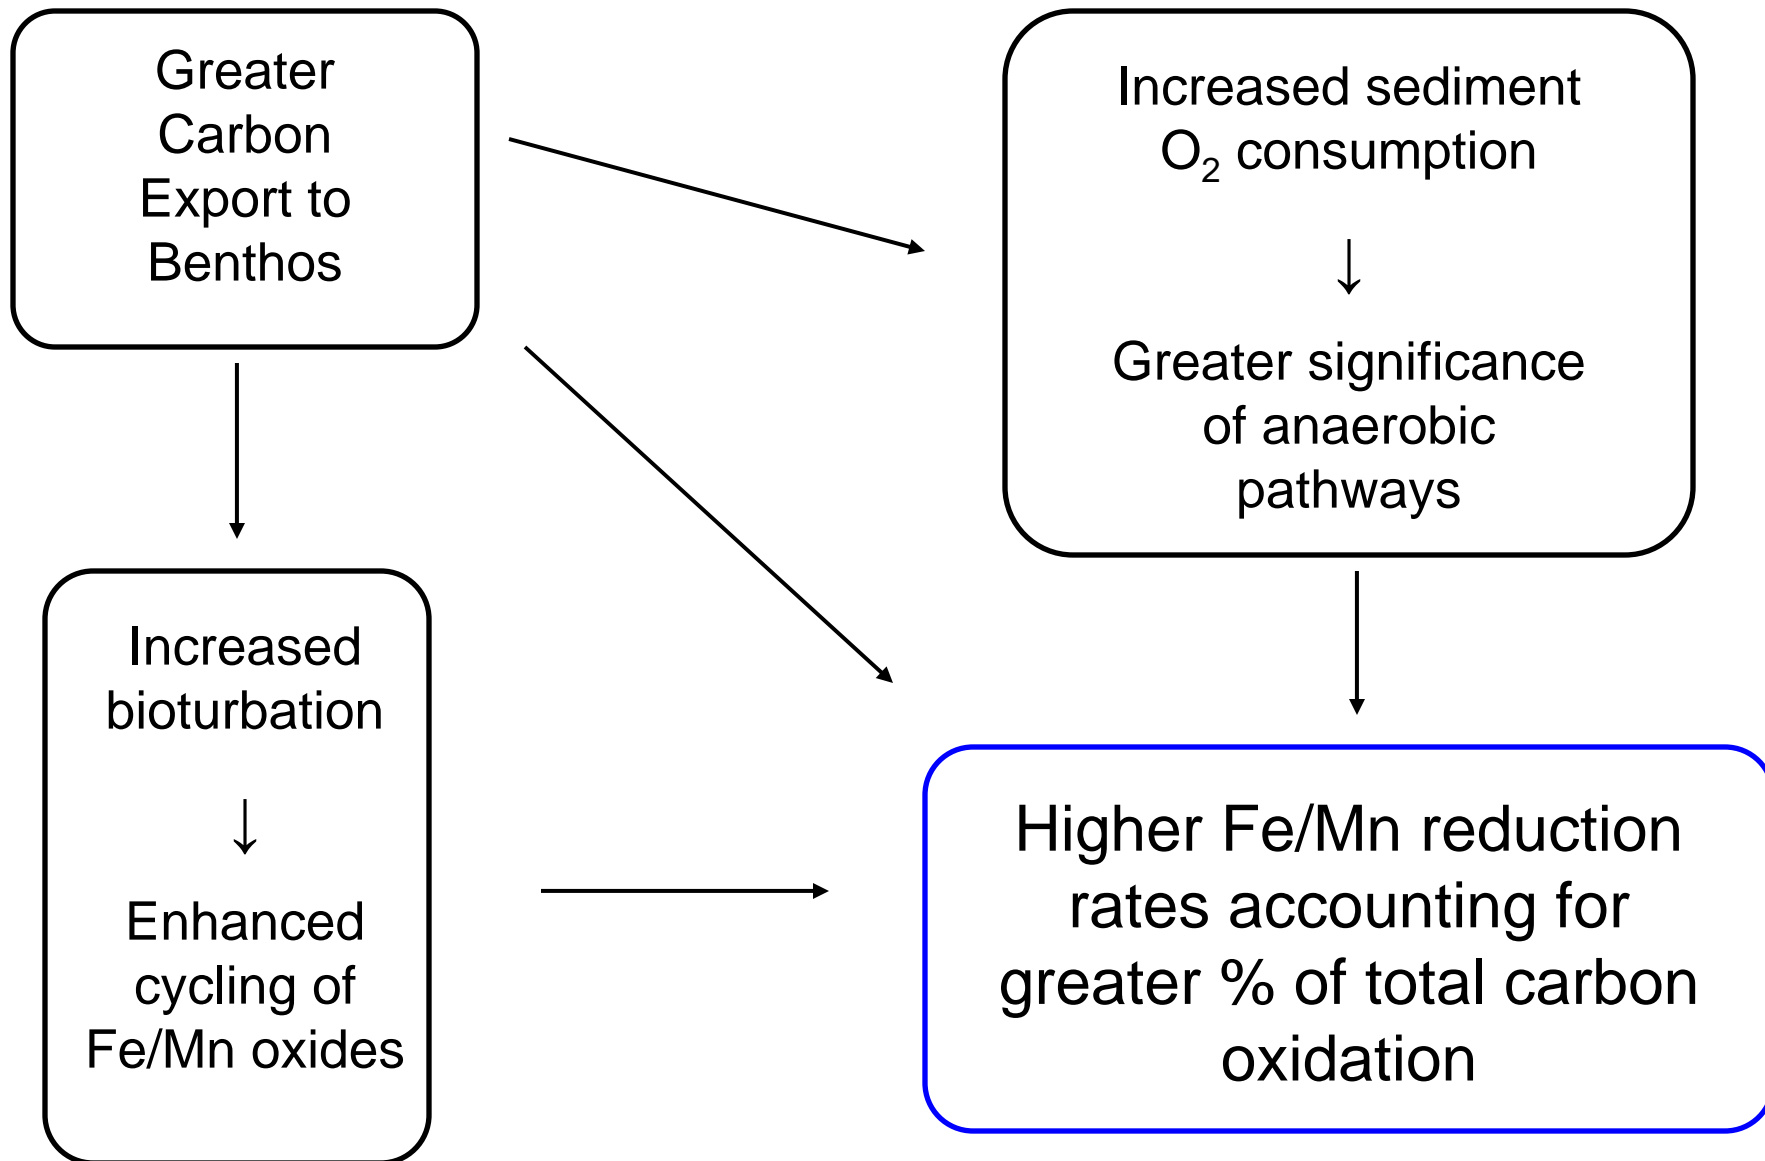 Greater
Carbon
Export to
Benthos
Increased sediment
O₂ consumption
↓
Greater significance
of anaerobic
pathways
Increased
bioturbation
↓
Enhanced
cycling of
Fe/Mn oxides
Higher Fe/Mn reduction
rates accounting for
greater % of total carbon
oxidation